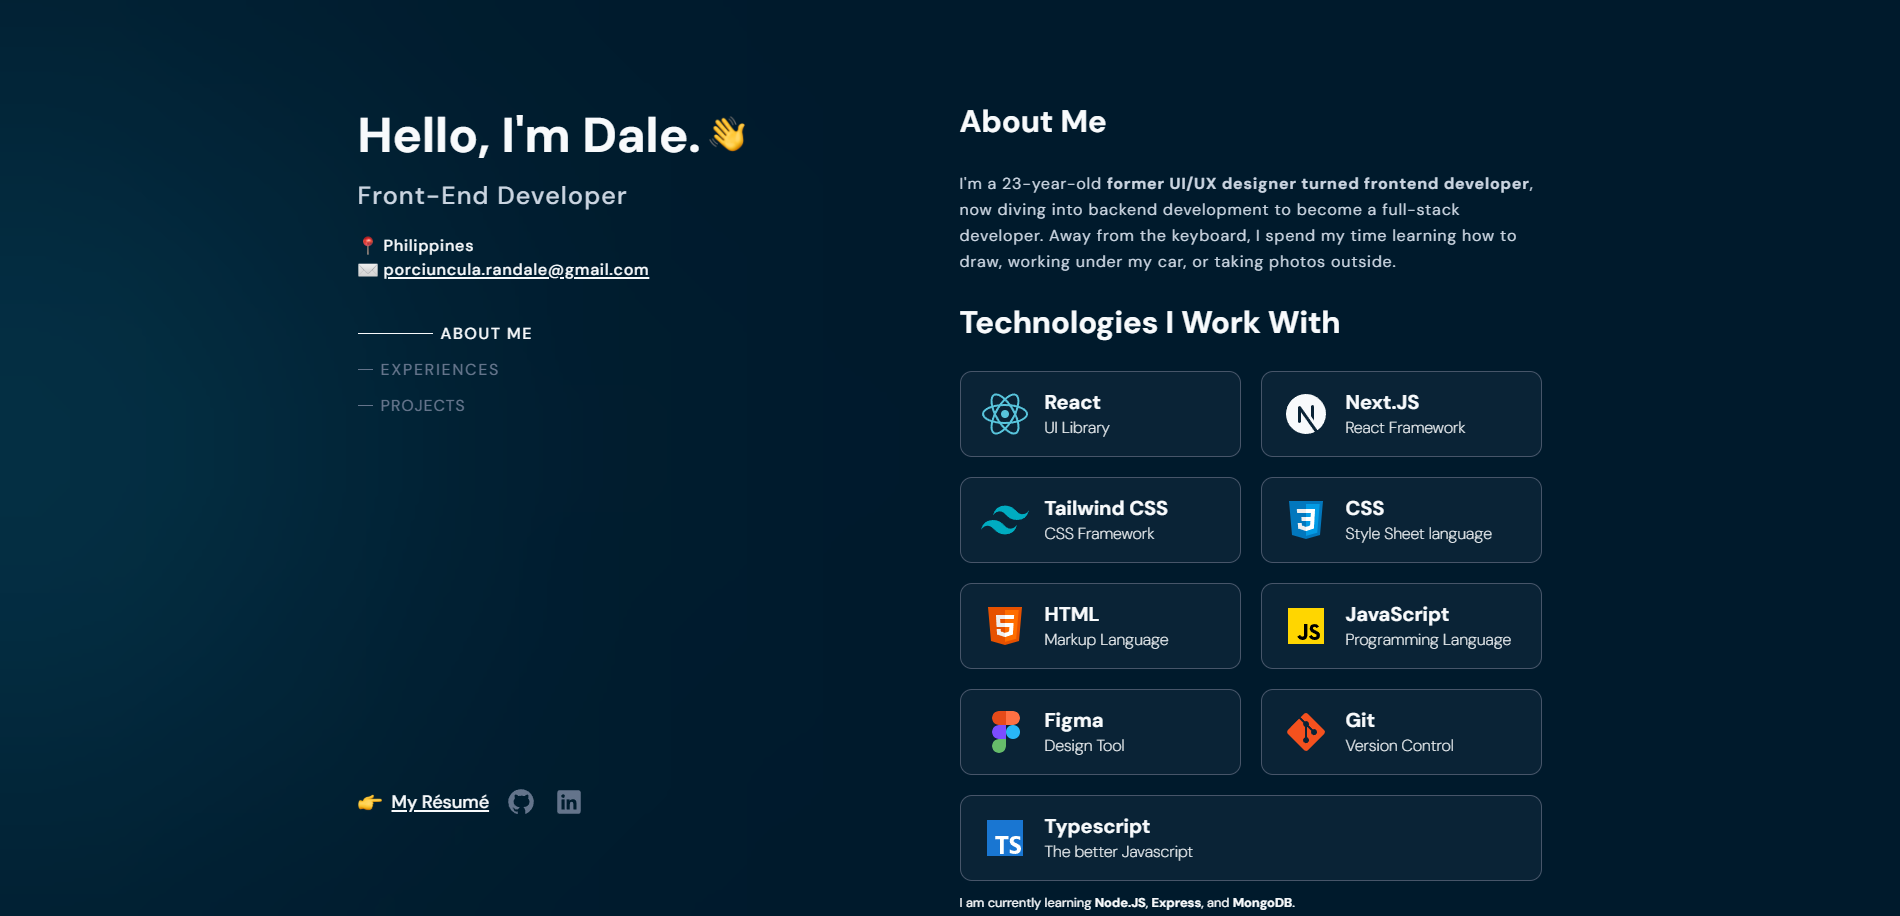 Hello, I'm Dale. 👋
Front-End Developer
📍 Philippines
✉️ porciuncula.randale@gmail.com
ABOUT ME
EXPERIENCES
PROJECTS
👉 My Résumé
About Me
I'm a 23-year-old former UI/UX designer turned frontend developer,
now diving into backend development to become a full-stack
developer. Away from the keyboard, I spend my time learning how to
draw, working under my car, or taking photos outside.
Technologies I Work With
React
UI Library
Next.JS
React Framework
Tailwind CSS
CSS Framework
CSS
Style Sheet language
HTML
Markup Language
JS
JavaScript
Programming Language
Figma
Design Tool
Git
Version Control
TS
Typescript
The better Javascript
I am currently learning Node.JS, Express, and MongoDB.